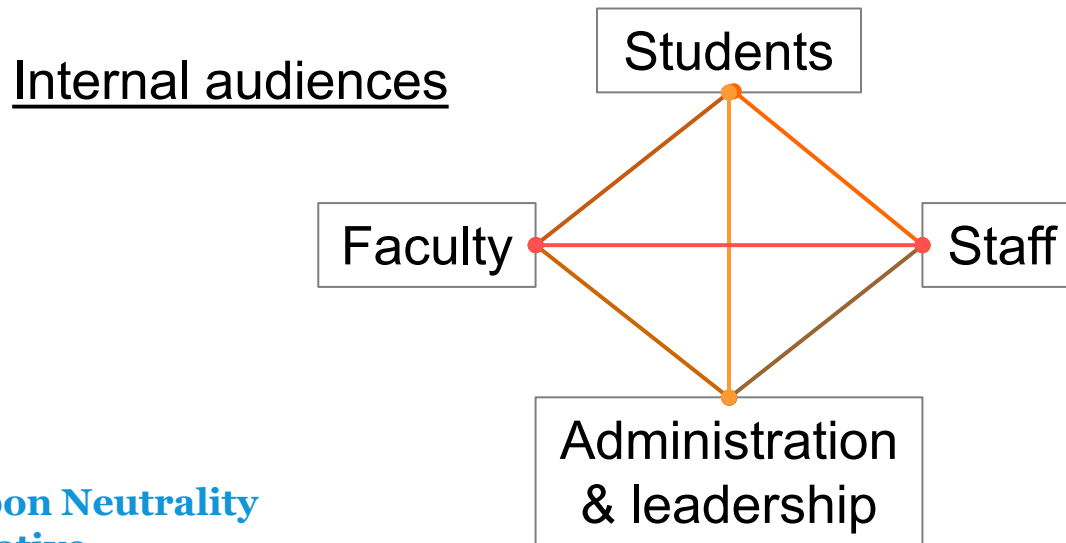 Students
Internal audiences
Faculty
Staff
Administration
& leadership
Neutrality